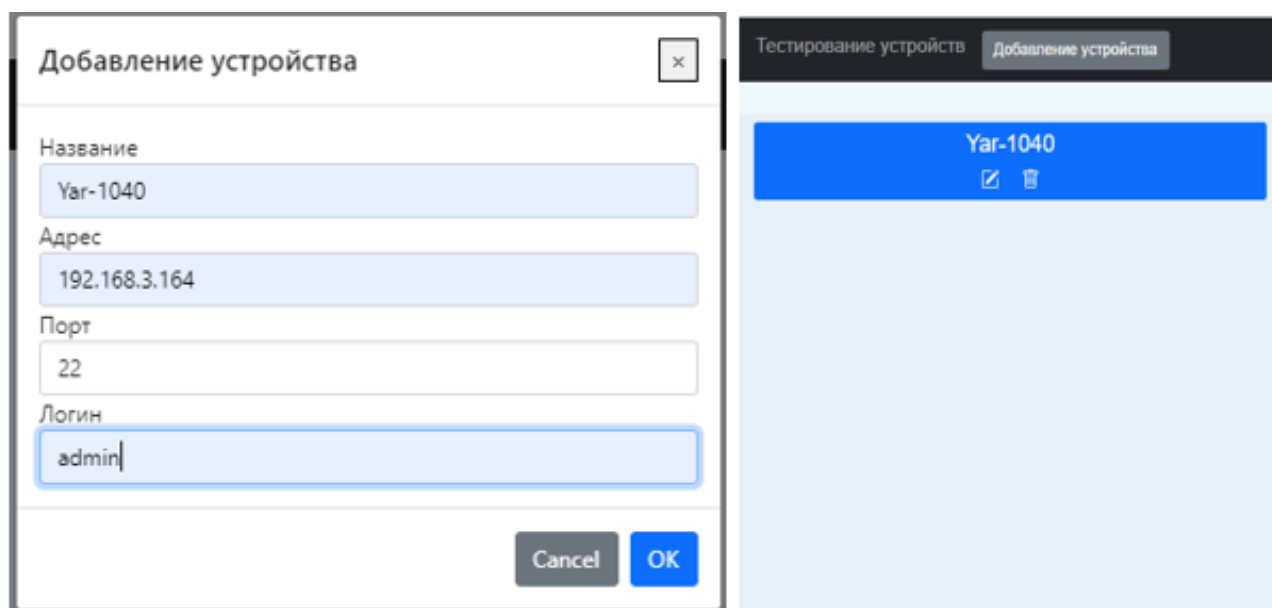 Добавление устройства
×
Название
Yar-1040
Адрес
192.168.3.164
Порт
22
Логин
admin
Cancel OK
Тестирование устройств Добавление устройства
Yar-1040